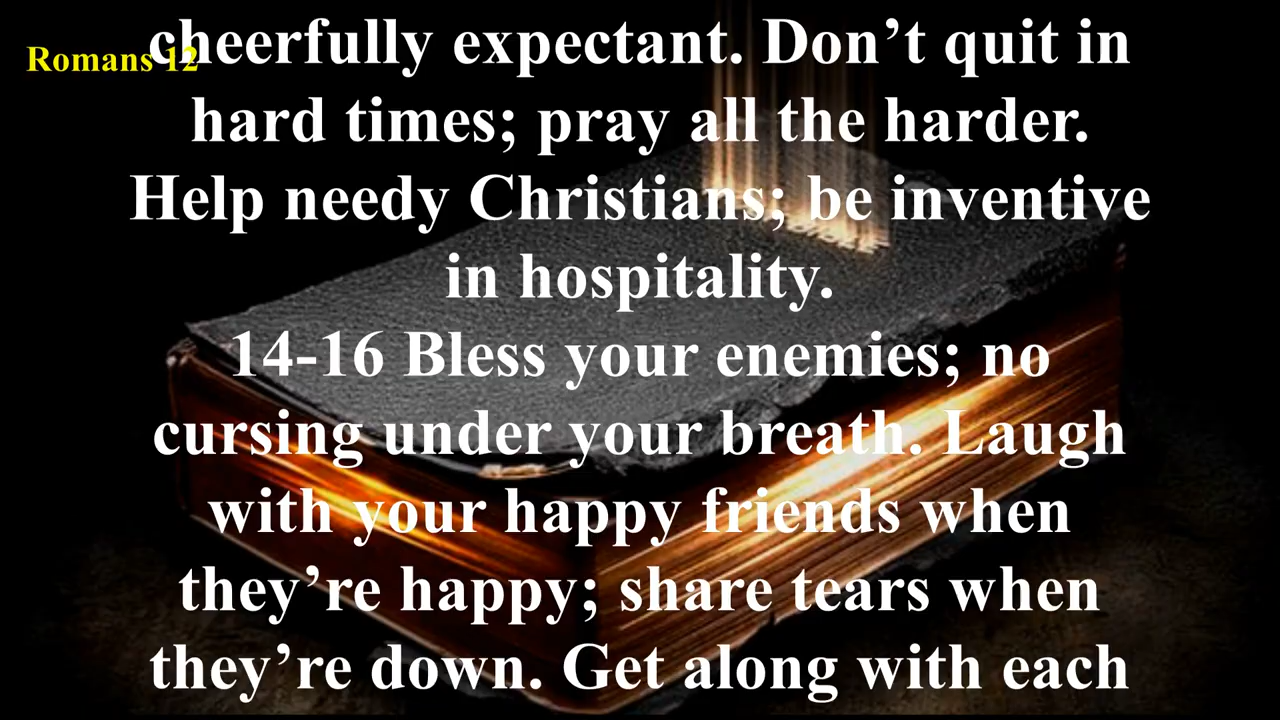 Romans 12
cheerfully expectant. Don’t quit in
hard times; pray all the harder.
Help needy Christians; be inventive
in hospitality.
14-16 Bless your enemies; no
cursing under your breath. Laugh
with your happy friends when
they’re happy; share tears when
they’re down. Get along with each